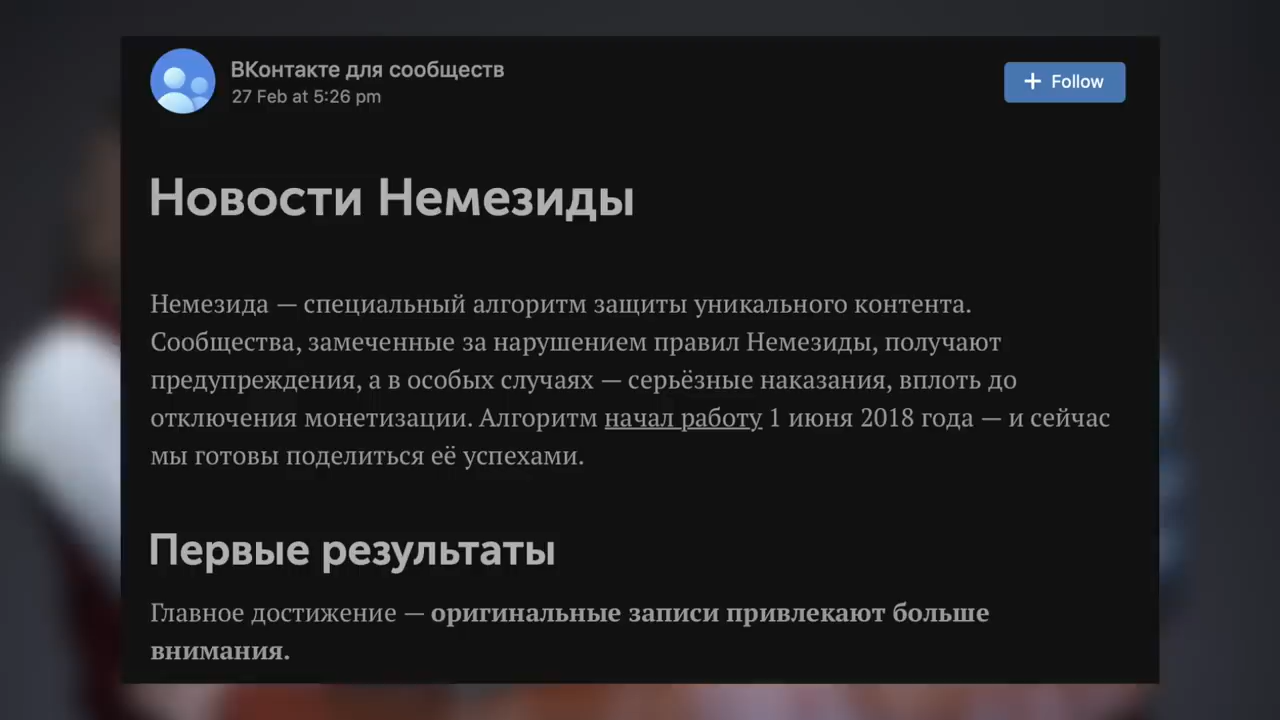 ВКонтакте для сообществ
27 Feb at 5:26 pm
Follow
Новости Немезиды
Немезида — специальный алгоритм защиты уникального контента.
Сообщества, замеченные за нарушением правил Немезиды, получают
предупреждения, а в особых случаях — серьёзные наказания, вплоть до
отключения монетизации. Алгоритм начал работу 1 июня 2018 года — и сейчас
мы готовы поделиться её успехами.
Первые результаты
Главное достижение — оригинальные записи привлекают больше
внимания.